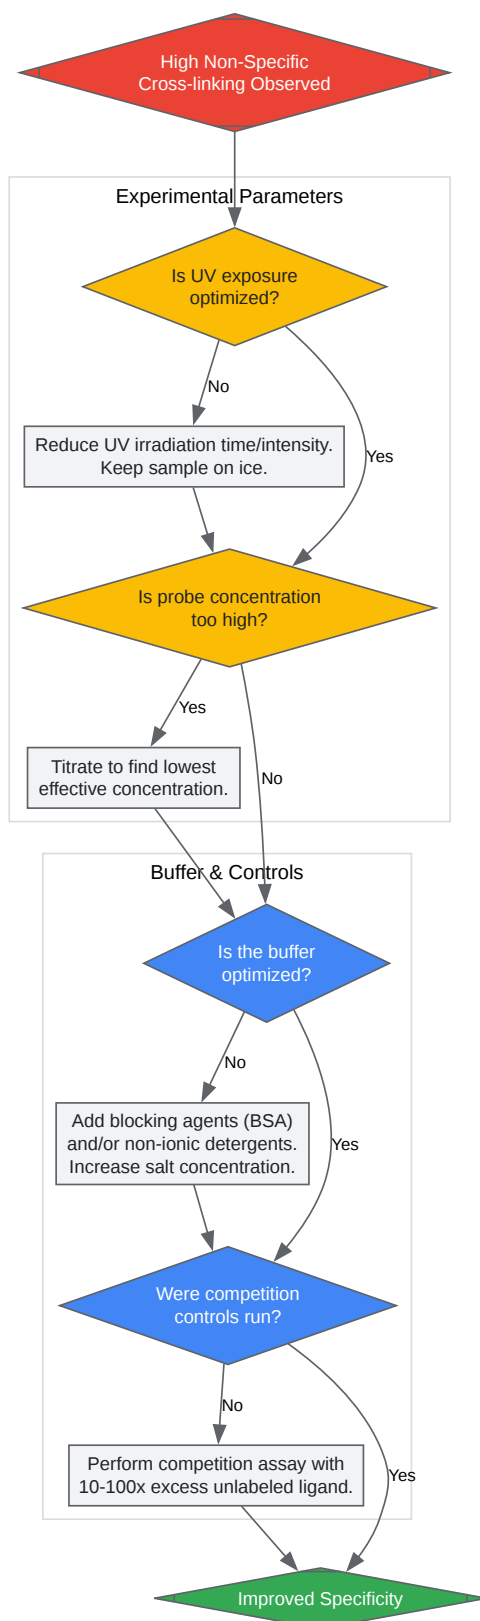 High Non-Specific
Cross-linking Observed
Experimental Parameters
Is UV exposure
optimized?
No
Reduce UV irradiation time/intensity.
Keep sample on ice.
Yes
Is probe concentration
too high?
Yes
Titrate to find lowest
effective concentration.
No
Buffer & Controls
Is the buffer
optimized?
No
Add blocking agents (BSA)
and/or non-ionic detergents.
Increase salt concentration.
Yes
Were competition
controls run?
No
Perform competition assay with
10-100x excess unlabeled ligand.
Yes
Improved Specificity